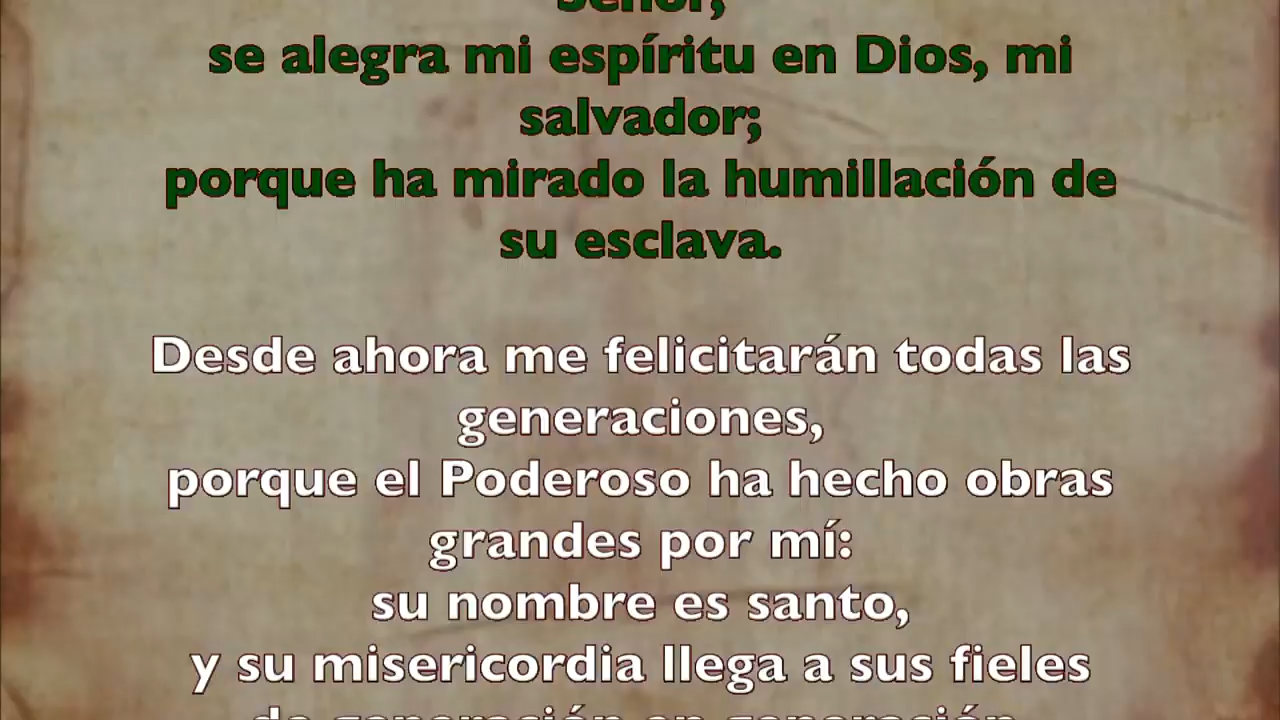 Señor,
se alegra mi espíritu en Dios, mi
salvador;
porque ha mirado la humillación de
su esclava.
Desde ahora me felicitarán todas las
generaciones,
porque el Poderoso ha hecho obras
grandes por mí:
su nombre es santo,
y su misericordia llega a sus fieles
de generación en generación.